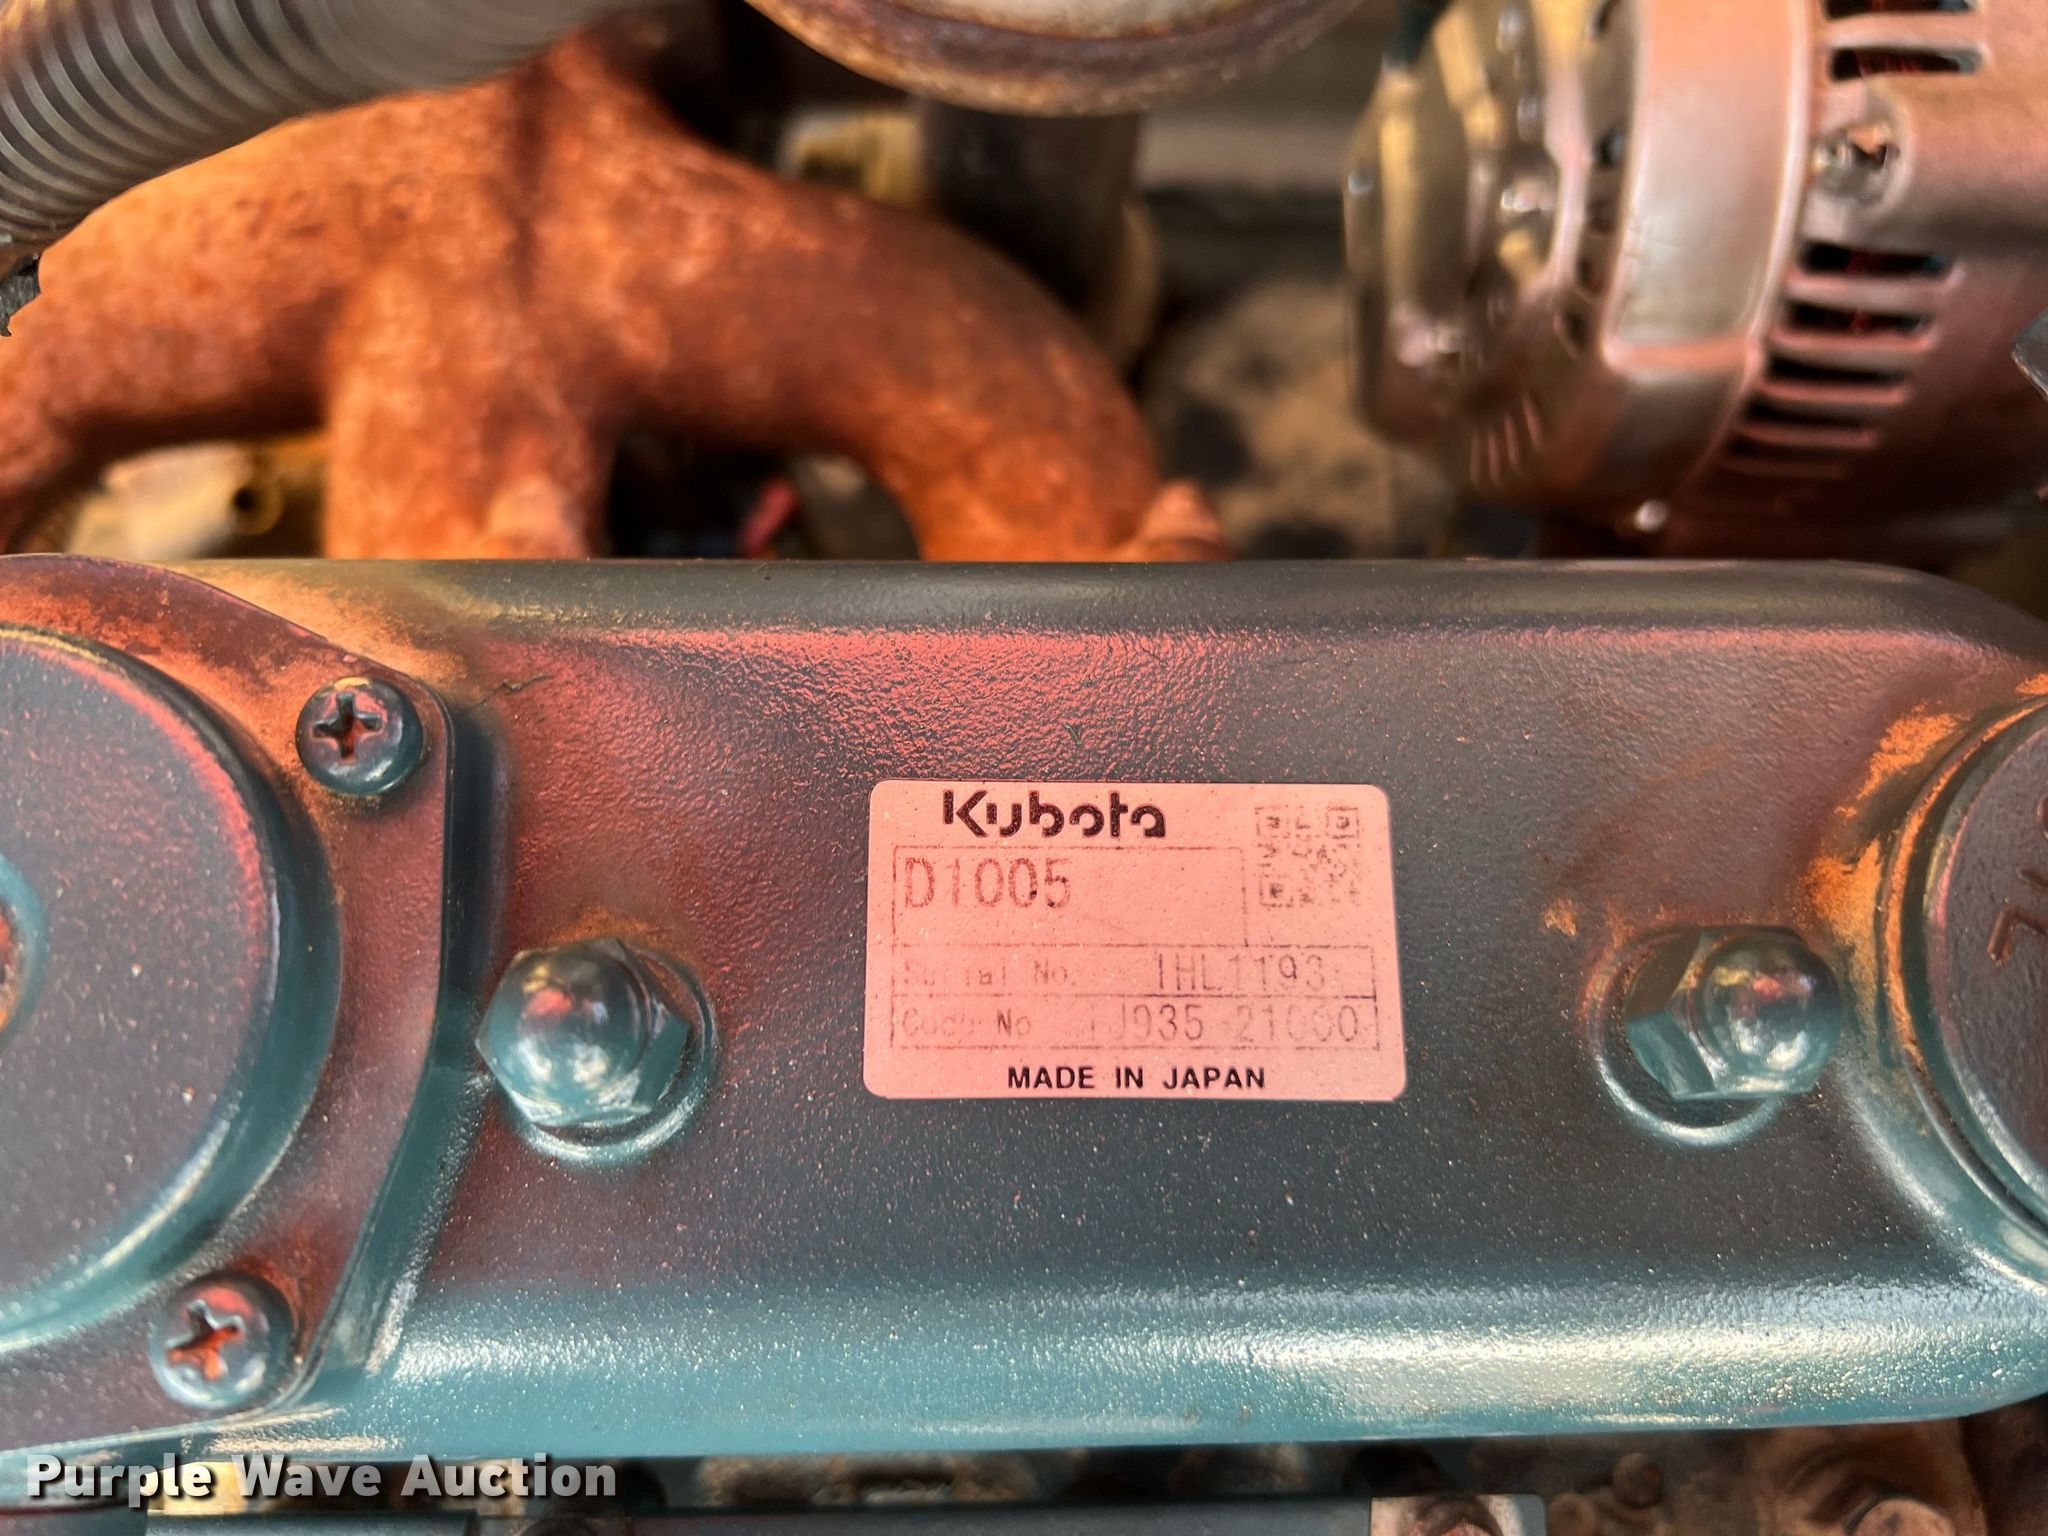 Kubota
D1005
Serial No. 1HL1193
Code No 1J935 21000
MADE IN JAPAN
Purple Wave Auction